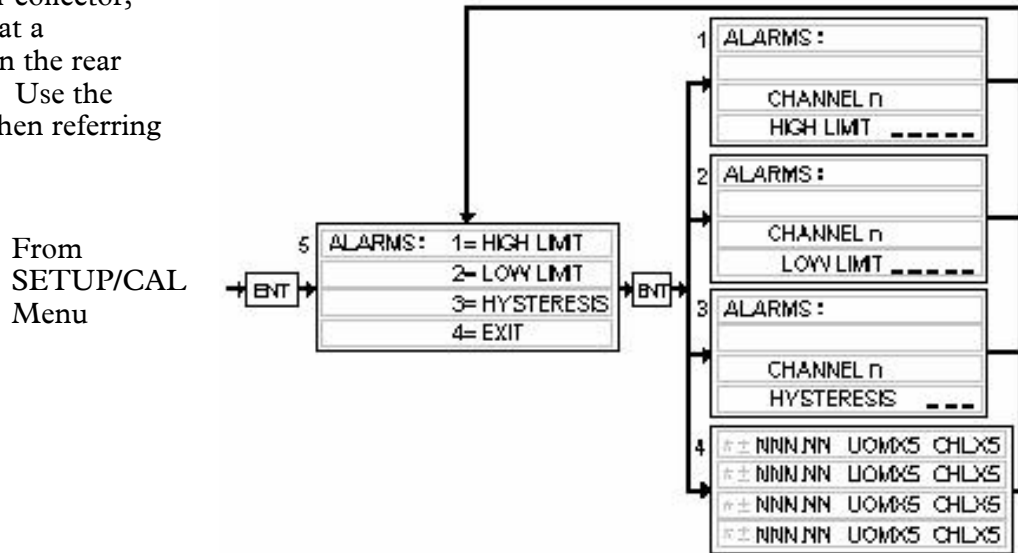 collector,
at a
n the rear
Use the
hen referring
From
SETUP/CAL
Menu
ENT
5
ALARMS: 1= HIGH LIMIT
2= LOW LIMIT
3= HYSTERESIS
4= EXIT
ENT
1
ALARMS:
CHANNEL n
HIGH LIMIT _ _ _ _ _
2
ALARMS:
CHANNEL n
LOW LIMIT _ _ _ _ _
3
ALARMS:
CHANNEL n
HYSTERESIS _ _ _
4
*± NNN.NN UOMX5 CHLX5
*± NNN.NN UOMX5 CHLX5
*± NNN.NN UOMX5 CHLX5
*± NNN.NN UOMX5 CHLX5